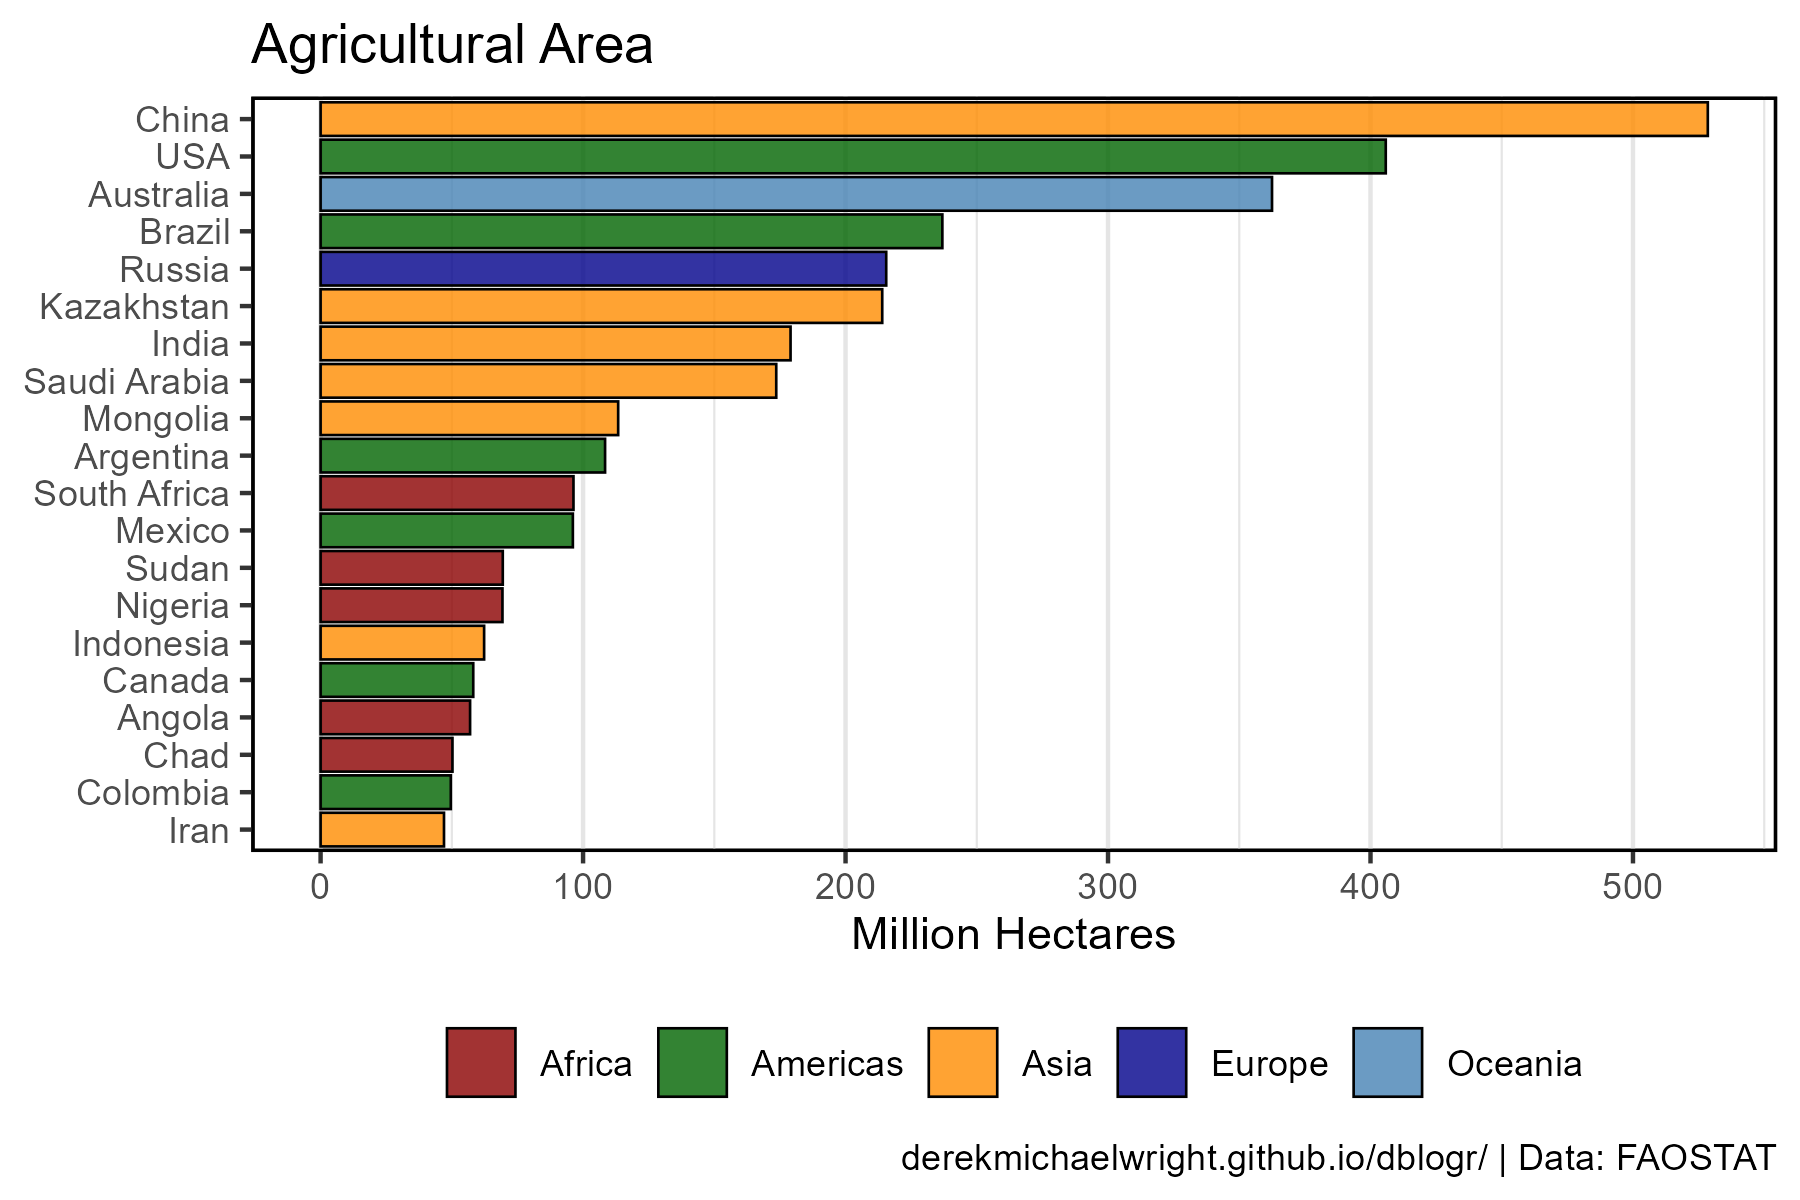 Agricultural Area
China
USA
Australia
Brazil
Russia
Kazakhstan
India
Saudi Arabia
Mongolia
Argentina
South Africa
Mexico
Sudan
Nigeria
Indonesia
Canada
Angola
Chad
Colombia
Iran
0 100 200 300 400 500
Million Hectares
Africa Americas Asia Europe Oceania
derekmichaelwright.github.io/dblogr/ | Data: FAOSTAT